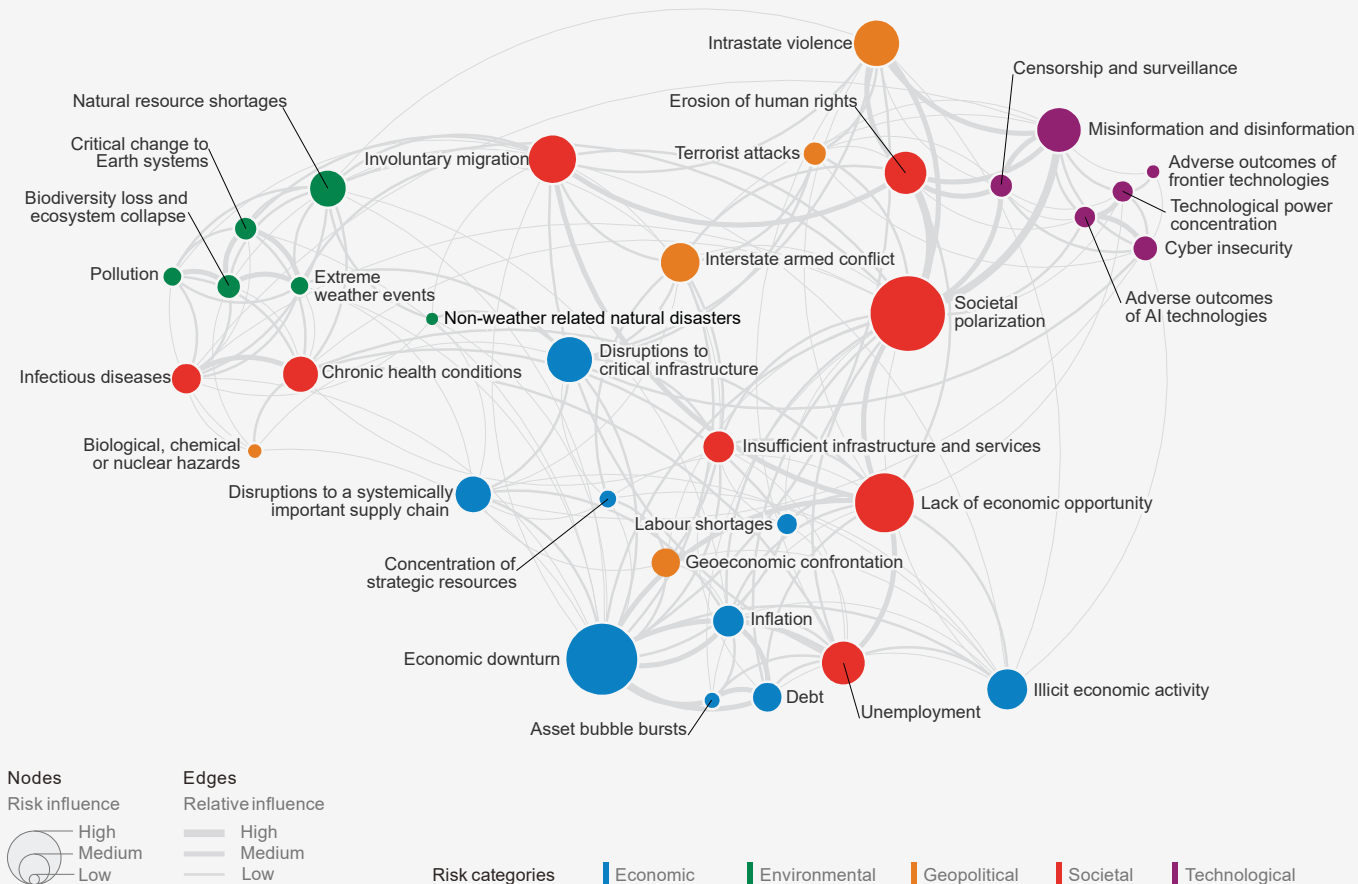 Intrastate violence
Censorship and surveillance
Natural resource shortages
Erosion of human rights
Misinformation and disinformation
Critical change to
Earth systems
Involuntary migration
Terrorist attacks
Adverse outcomes of
frontier technologies
Biodiversity loss and
ecosystem collapse
Technological power
concentration
Cyber insecurity
Pollution
Extreme
weather events
Interstate armed conflict
Adverse outcomes
of AI technologies
Societal
polarization
Non-weather related natural disasters
Disruptions to
critical infrastructure
Infectious diseases
Chronic health conditions
Biological, chemical
or nuclear hazards
Insufficient infrastructure and services
Disruptions to a systemically
important supply chain
Lack of economic opportunity
Labour shortages
Concentration of
strategic resources
Geoeconomic confrontation
Inflation
Economic downturn
Illicit economic activity
Debt
Unemployment
Asset bubble bursts
Nodes
Risk influence
High
Medium
Low
Edges
Relative influence
High
Medium
Low
Risk categories
Economic
Environmental
Geopolitical
Societal
Technological